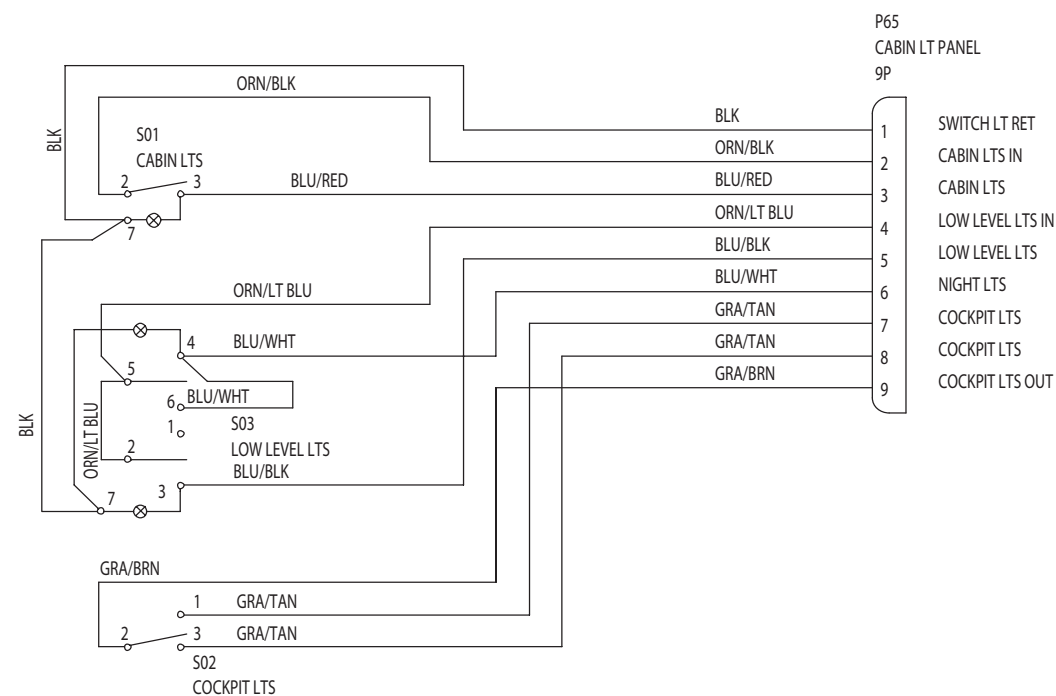 P65
CABIN LT PANEL
9P
ORN/BLK
BLK
S01
CABIN LTS
2
3
BLU/RED
7
BLK
1
SWITCH LT RET
ORN/BLK
2
CABIN LTS IN
BLU/RED
3
CABIN LTS
ORN/LT BLU
4
LOW LEVEL LTS IN
BLU/BLK
5
LOW LEVEL LTS
BLU/WHT
6
NIGHT LTS
GRA/TAN
7
COCKPIT LTS
GRA/TAN
8
COCKPIT LTS
GRA/BRN
9
COCKPIT LTS OUT
ORN/LT BLU
4
BLU/WHT
5
6
BLU/WHT
1
S03
LOW LEVEL LTS
2
BLU/BLK
3
7
BLK
ORN/LT BLU
GRA/BRN
1
GRA/TAN
2
3
GRA/TAN
S02
COCKPIT LTS